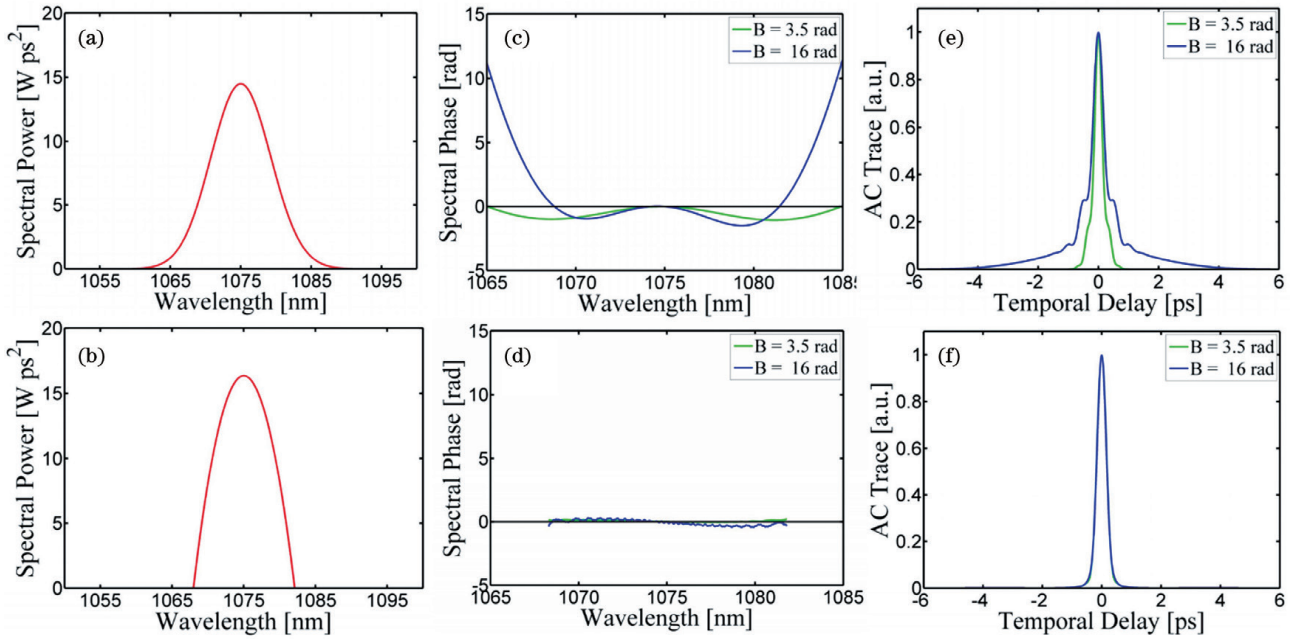 (a)
Spectral Power [W ps²]
20
15
10
5
0
1055 1065 1075 1085 1095
Wavelength [nm]
(c)
B = 3.5 rad
B = 16 rad
Spectral Phase [rad]
15
10
5
0
-5
1065 1070 1075 1080 1085
Wavelength [nm]
(e)
B = 3.5 rad
B = 16 rad
AC Trace [a.u.]
1
0.8
0.6
0.4
0.2
0
-6 -4 -2 0 2 4 6
Temporal Delay [ps]
(b)
Spectral Power [W ps²]
20
15
10
5
0
1055 1065 1075 1085 1095
Wavelength [nm]
(d)
B = 3.5 rad
B = 16 rad
Spectral Phase [rad]
15
10
5
0
-5
1065 1070 1075 1080 1085
Wavelength [nm]
(f)
B = 3.5 rad
B = 16 rad
AC Trace [a.u.]
1
0.8
0.6
0.4
0.2
0
-6 -4 -2 0 2 4 6
Temporal Delay [ps]